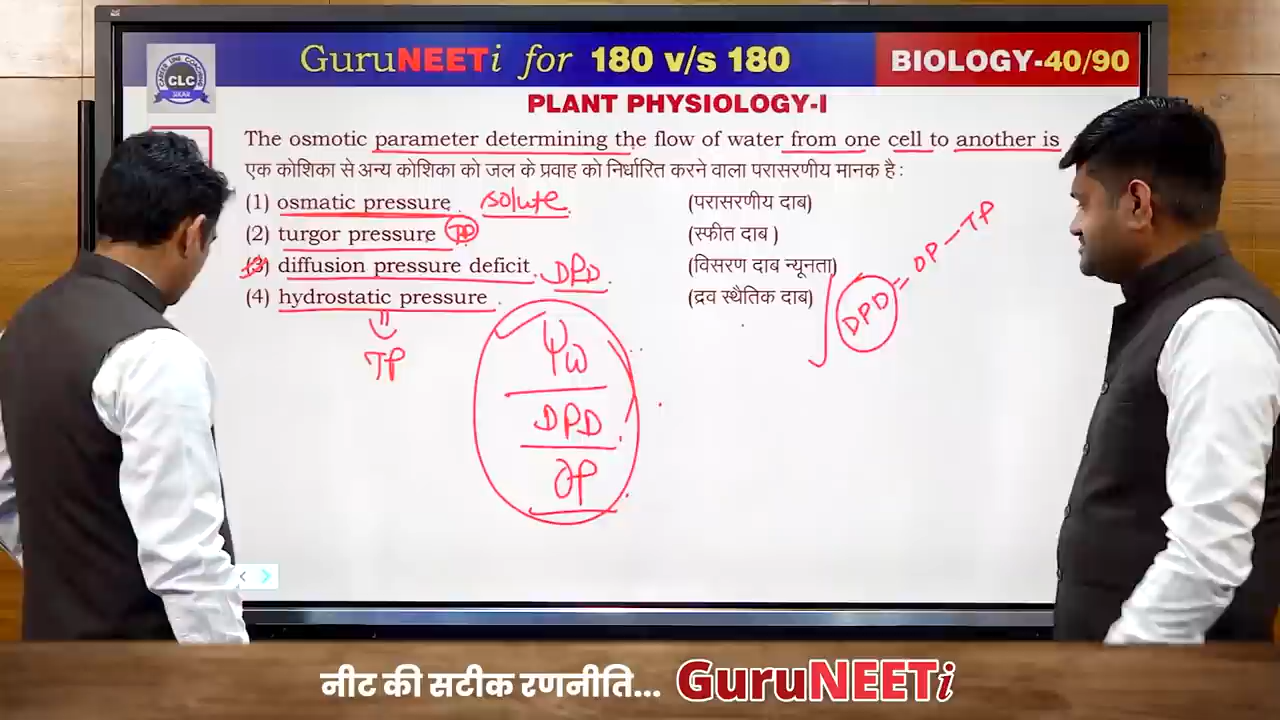 GuruNEETi for 180 v/s 180 BIOLOGY-40/90
CLC
SIKAR
PLANT PHYSIOLOGY-I
The osmotic parameter determining the flow of water from one cell to another is
एक कोशिका से अन्य कोशिका को जल के प्रवाह को निर्धारित करने वाला परासरणीय मानक है :
(1) osmatic pressure solute (परासरणीय दाब)
(2) turgor pressure TP (स्फीत दाब )
(3) diffusion pressure deficit DPD (विसरण दाब न्यूनता)
(4) hydrostatic pressure (द्रव स्थैतिक दाब)
DPD = OP - TP
TP
Ψw
DPD
OP
नीट की सटीक रणनीति... GuruNEETi